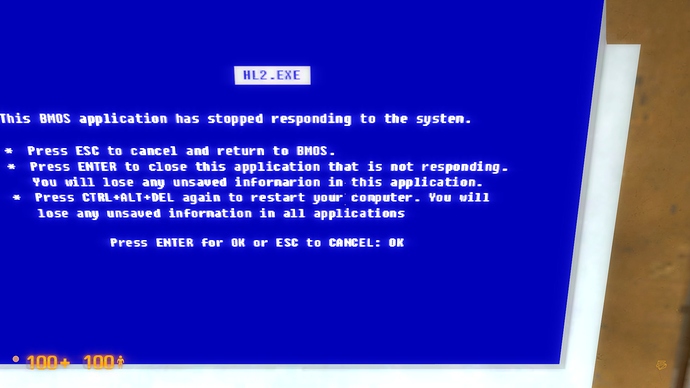 HL2.EXE
This BMOS application has stopped responding to the system.
* Press ESC to cancel and return to BMOS.
* Press ENTER to close this application that is not responding.
You will lose any unsaved informarion in this application.
* Press CTRL+ALT+DEL again to restart your computer. You will
lose any unsaved information in all applications
Press ENTER for OK or ESC to CANCEL: OK
100+ 100